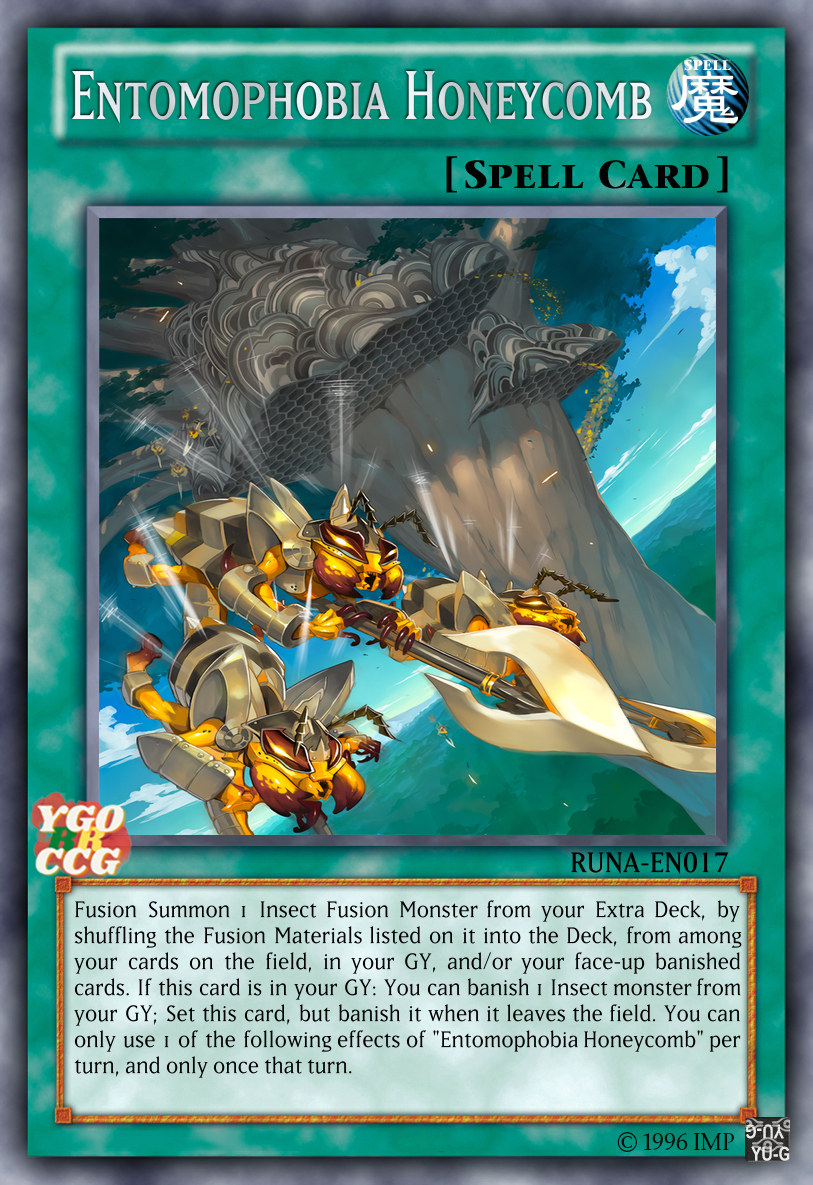 Entomophobia Honeycomb
SPELL
魔
[Spell Card]
YGO
CCG
RUNA-EN017
Fusion Summon 1 Insect Fusion Monster from your Extra Deck, by
shuffling the Fusion Materials listed on it into the Deck, from among
your cards on the field, in your GY, and/or your face-up banished
cards. If this card is in your GY: You can banish 1 Insect monster from
your GY; Set this card, but banish it when it leaves the field. You can
only use 1 of the following effects of "Entomophobia Honeycomb" per
turn, and only once that turn.
© 1996 IMP
YU-G
YU-G